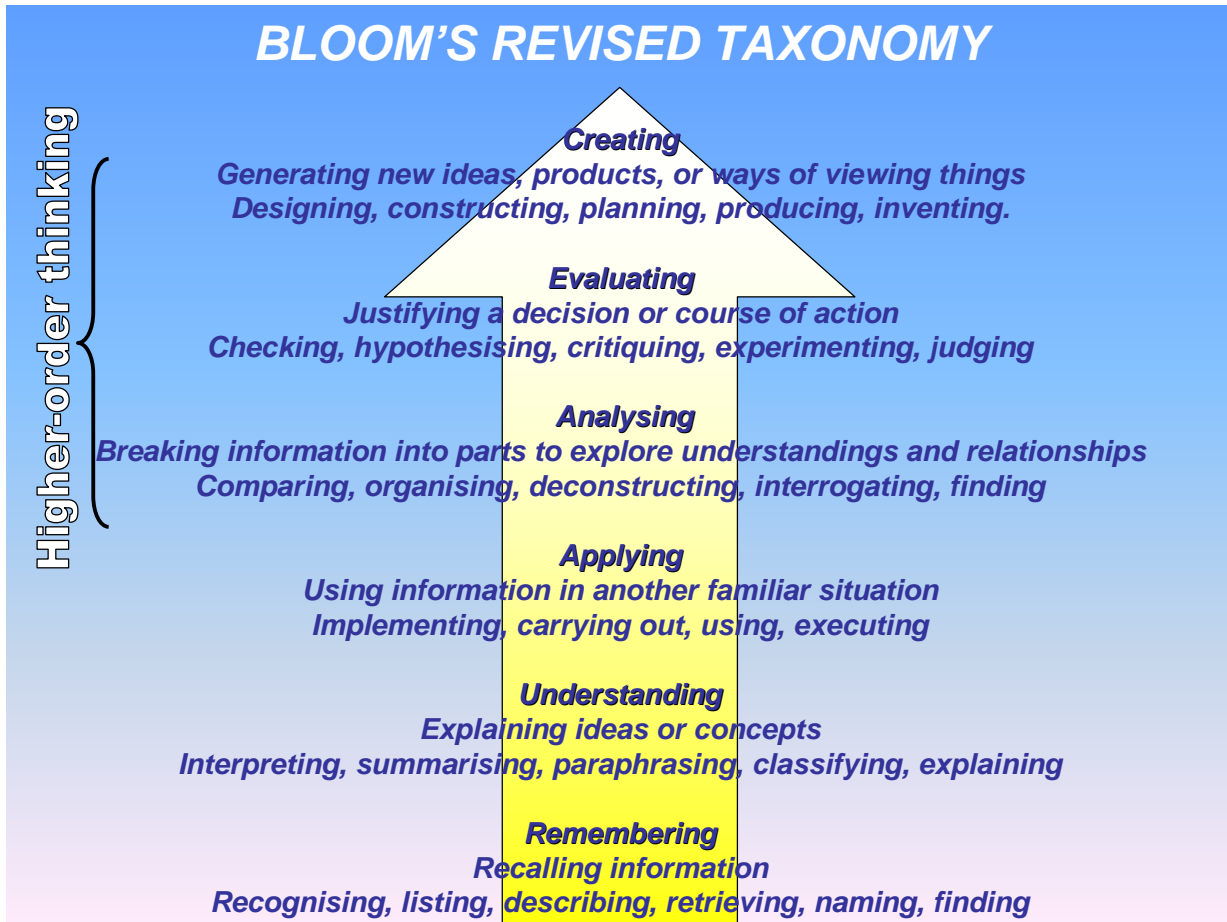 BLOOM'S REVISED TAXONOMY
Higher-order thinking
Creating
Generating new ideas, products, or ways of viewing things
Designing, constructing, planning, producing, inventing.
Evaluating
Justifying a decision or course of action
Checking, hypothesising, critiquing, experimenting, judging
Analysing
Breaking information into parts to explore understandings and relationships
Comparing, organising, deconstructing, interrogating, finding
Applying
Using information in another familiar situation
Implementing, carrying out, using, executing
Understanding
Explaining ideas or concepts
Interpreting, summarising, paraphrasing, classifying, explaining
Remembering
Recalling information
Recognising, listing, describing, retrieving, naming, finding